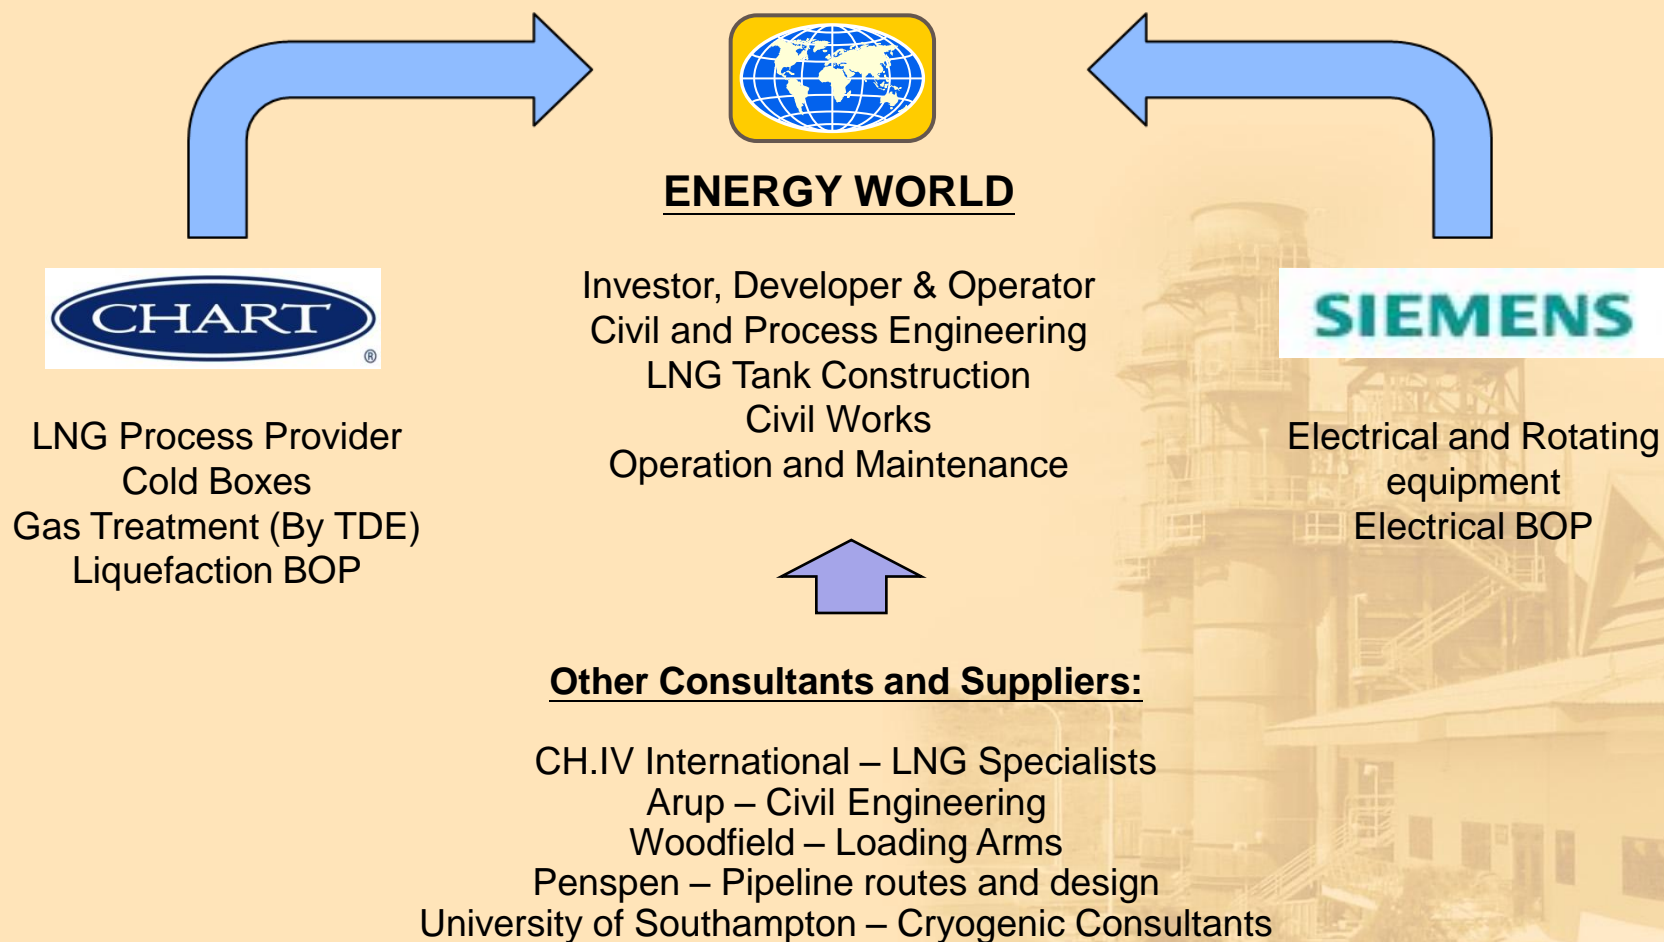 ENERGY WORLD
Investor, Developer & Operator
Civil and Process Engineering
LNG Tank Construction
Civil Works
Operation and Maintenance
CHART
®
LNG Process Provider
Cold Boxes
Gas Treatment (By TDE)
Liquefaction BOP
SIEMENS
Electrical and Rotating
equipment
Electrical BOP
Other Consultants and Suppliers:
CH.IV International – LNG Specialists
Arup – Civil Engineering
Woodfield – Loading Arms
Penspen – Pipeline routes and design
University of Southampton – Cryogenic Consultants